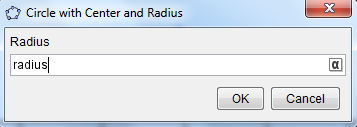 Circle with Center and Radius
Radius
radius
α
OK
Cancel